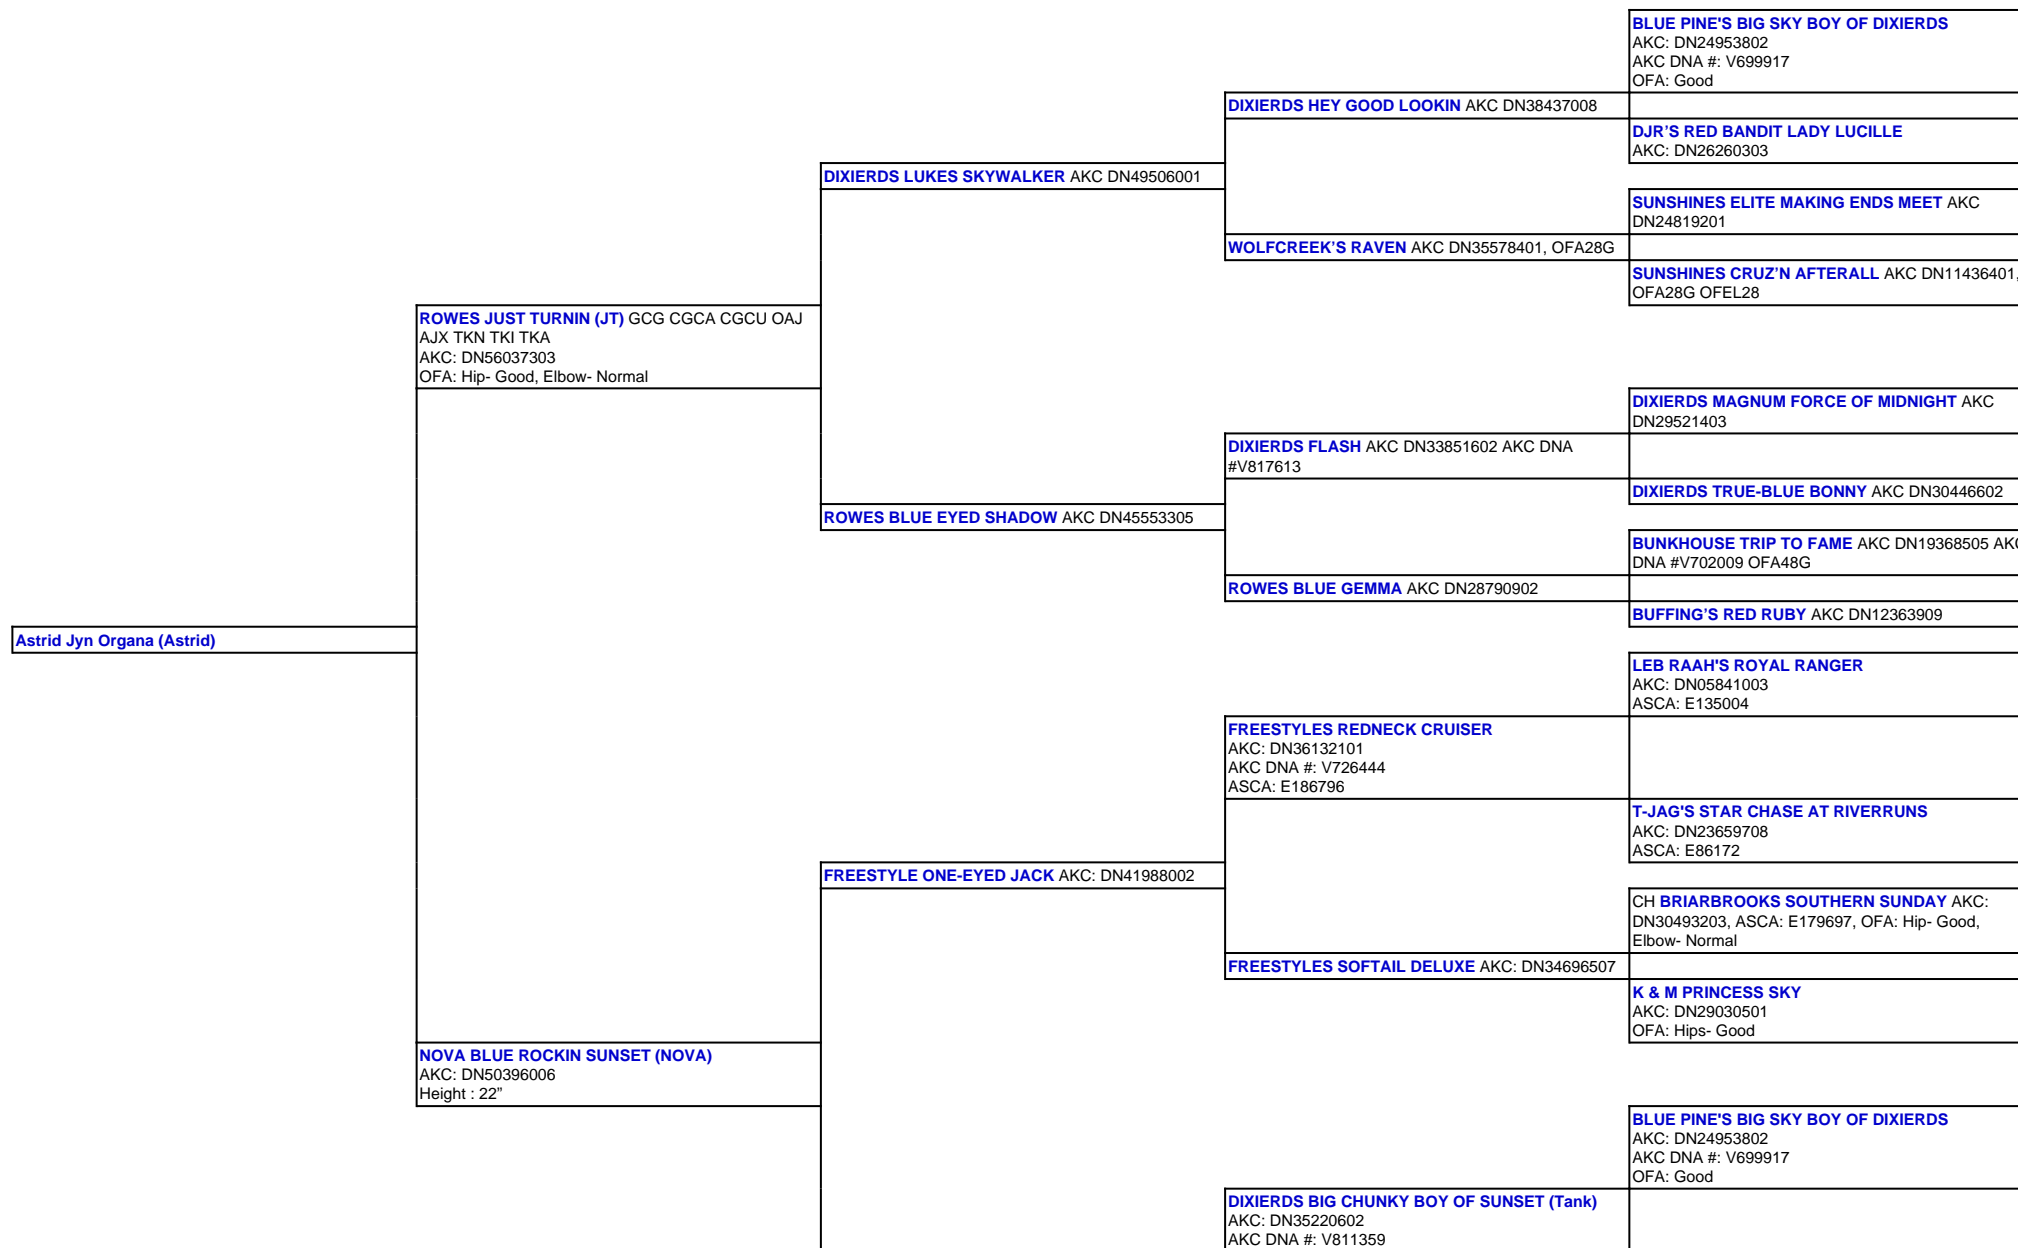 BLUE PINE'S BIG SKY BOY OF DIXIERDS
AKC: DN24953802
AKC DNA #: V699917
OFA: Good
DIXIERDS HEY GOOD LOOKIN AKC DN38437008
DJR’S RED BANDIT LADY LUCILLE
AKC: DN26260303
DIXIERDS LUKES SKYWALKER AKC DN49506001
SUNSHINES ELITE MAKING ENDS MEET AKC
DN24819201
WOLFCREEK’S RAVEN AKC DN35578401, OFA28G
SUNSHINES CRUZ’N AFTERALL AKC DN11436401,
OFA28G OFEL28
ROWES JUST TURNIN (JT) GCG CGCA CGCU OAJ
AJX TKN TKI TKA
AKC: DN56037303
OFA: Hip- Good, Elbow- Normal
DIXIERDS MAGNUM FORCE OF MIDNIGHT AKC
DN29521403
DIXIERDS FLASH AKC DN33851602 AKC DNA
#V817613
DIXIERDS TRUE-BLUE BONNY AKC DN30446602
ROWES BLUE EYED SHADOW AKC DN45553305
BUNKHOUSE TRIP TO FAME AKC DN19368505 AKC
DNA #V702009 OFA48G
ROWES BLUE GEMMA AKC DN28790902
BUFFING’S RED RUBY AKC DN12363909
Astrid Jyn Organa (Astrid)
LEB RAAH'S ROYAL RANGER
AKC: DN05841003
ASCA: E135004
FREESTYLES REDNECK CRUISER
AKC: DN36132101
AKC DNA #: V726444
ASCA: E186796
T-JAG'S STAR CHASE AT RIVERRUNS
AKC: DN23659708
ASCA: E86172
FREESTYLE ONE-EYED JACK AKC: DN41988002
CH BRIARBROOKS SOUTHERN SUNDAY AKC:
DN30493203, ASCA: E179697, OFA: Hip- Good,
Elbow- Normal
FREESTYLES SOFTAIL DELUXE AKC: DN34696507
K & M PRINCESS SKY
AKC: DN29030501
OFA: Hips- Good
NOVA BLUE ROCKIN SUNSET (NOVA)
AKC: DN50396006
Height : 22”
BLUE PINE'S BIG SKY BOY OF DIXIERDS
AKC: DN24953802
AKC DNA #: V699917
OFA: Good
DIXIERDS BIG CHUNKY BOY OF SUNSET (Tank)
AKC: DN35220602
AKC DNA #: V811359